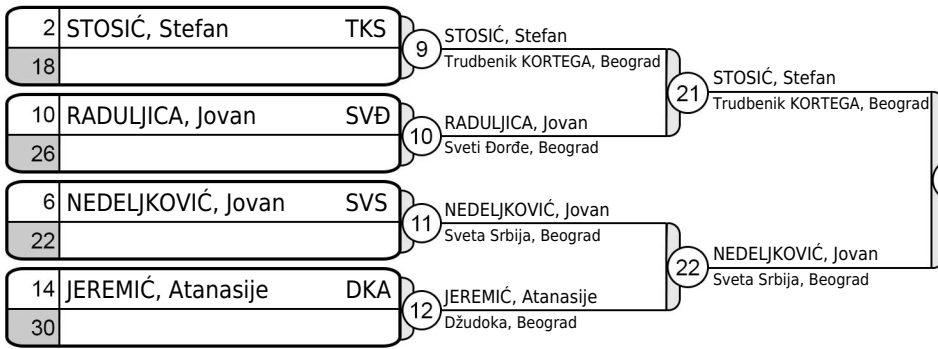 2 STOSIĆ, Stefan TKS
18
10 RADULJICA, Jovan SVĐ
26
6 NEDELJKOVIĆ, Jovan SVS
22
14 JEREMIĆ, Atanasije DKA
30
9 STOSIĆ, Stefan
Trudbenik KORTEGA, Beograd
10 RADULJICA, Jovan
Sveti Đorđe, Beograd
11 NEDELJKOVIĆ, Jovan
Sveta Srbija, Beograd
12 JEREMIĆ, Atanasije
Džudoka, Beograd
21 STOSIĆ, Stefan
Trudbenik KORTEGA, Beograd
22 NEDELJKOVIĆ, Jovan
Sveta Srbija, Beograd